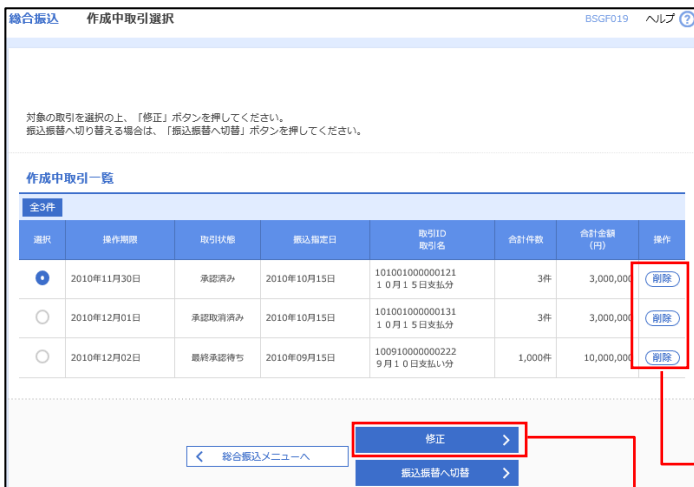 総合振込 作成中取引選択 BSGF019 ヘルプ ?
対象の取引を選択の上、「修正」ボタンを押してください。
振込振替へ切り替える場合は、「振込振替へ切替」ボタンを押してください。
作成中取引一覧
全3件
選択 操作期限 取引状態 振込指定日 取引ID 合計件数 合計金額 操作
取引名 (円)
2010年11月30日 承認済み 2010年10月15日 101001000000121 3件 3,000,000 削除
10月15日支払分
2010年12月01日 承認取消済み 2010年10月15日 101001000000131 3件 3,000,000 削除
10月15日支払分
2010年12月02日 最終承認待ち 2010年09月15日 100910000000222 1,000件 10,000,000 削除
9月10日支払い分
修正
総合振込メニューへ
振込振替へ切替